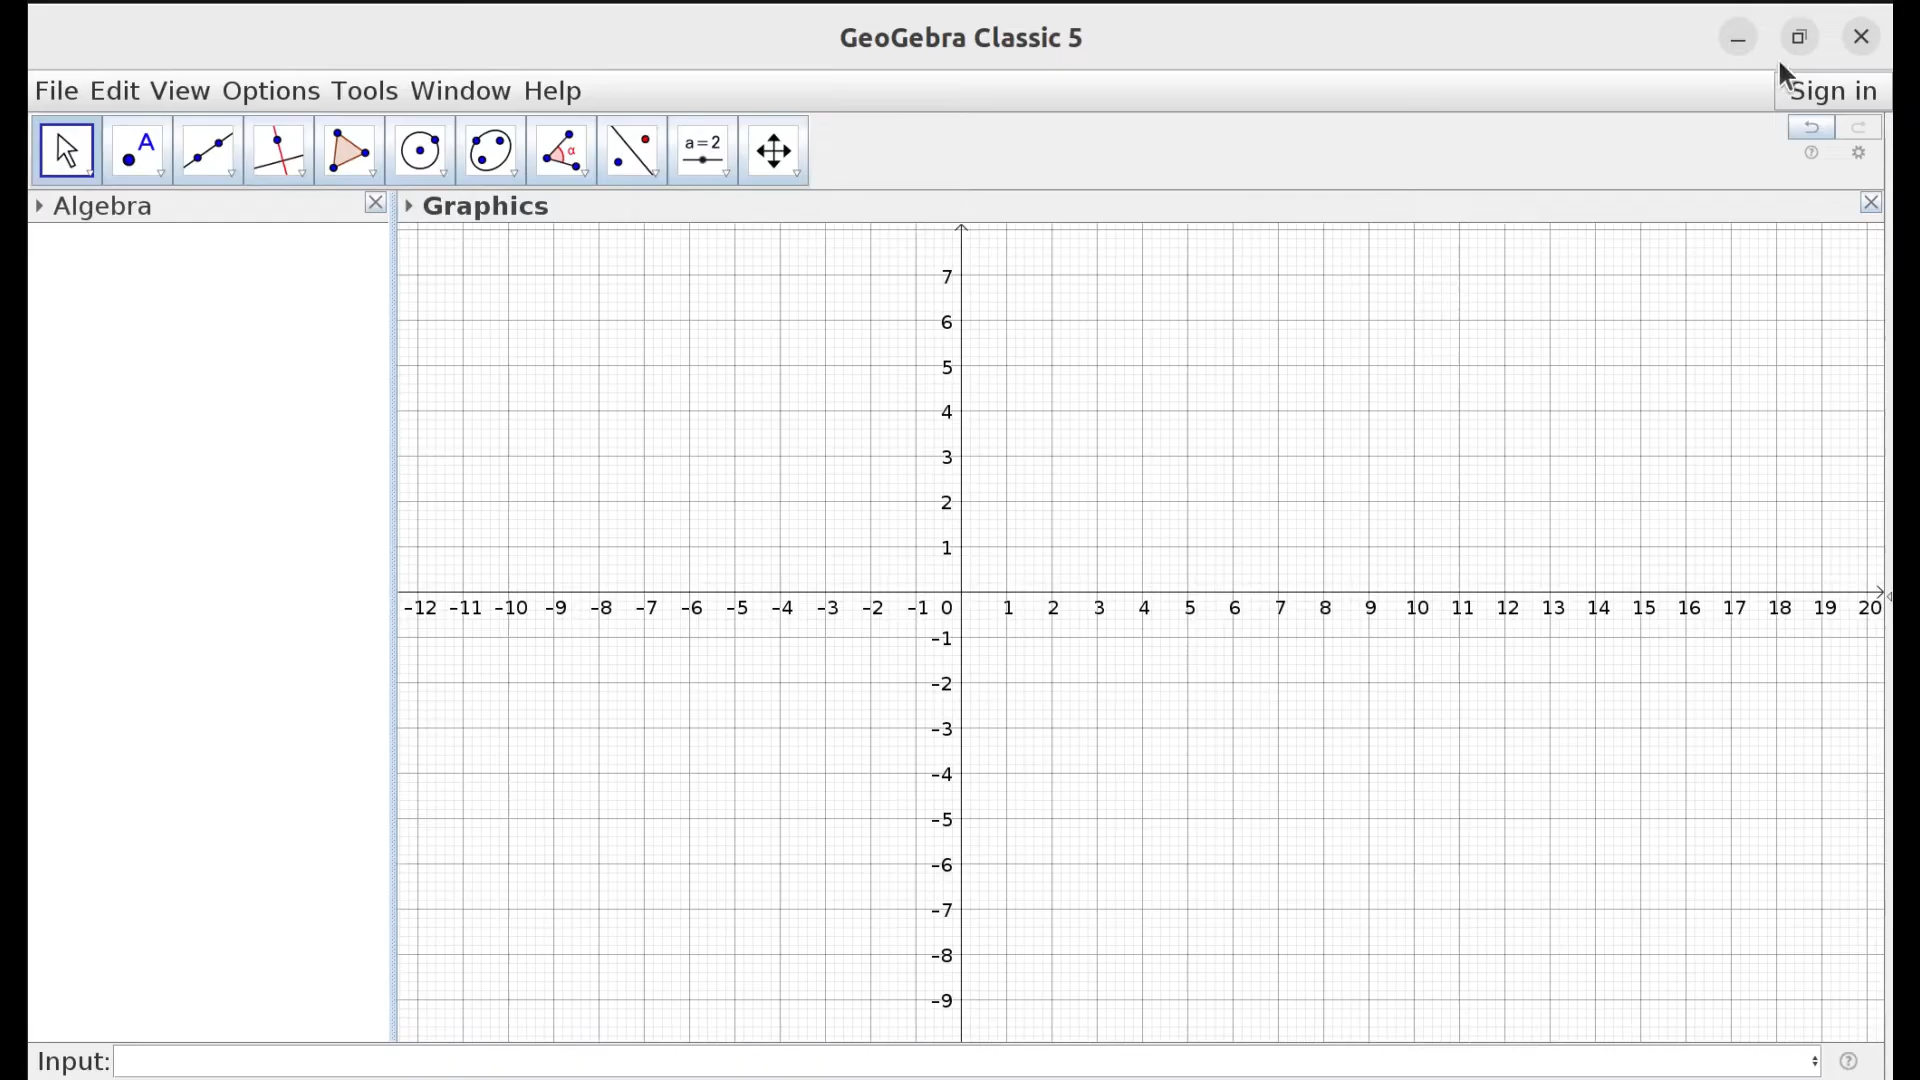 GeoGebra Classic 5
File Edit View Options Tools Window Help
Sign in
A
α
a=2
Algebra
Graphics
7
6
5
4
3
2
1
-12 -11 -10 -9 -8 -7 -6 -5 -4 -3 -2 -1 0 1 2 3 4 5 6 7 8 9 10 11 12 13 14 15 16 17 18 19 20
-1
-2
-3
-4
-5
-6
-7
-8
-9
Input: